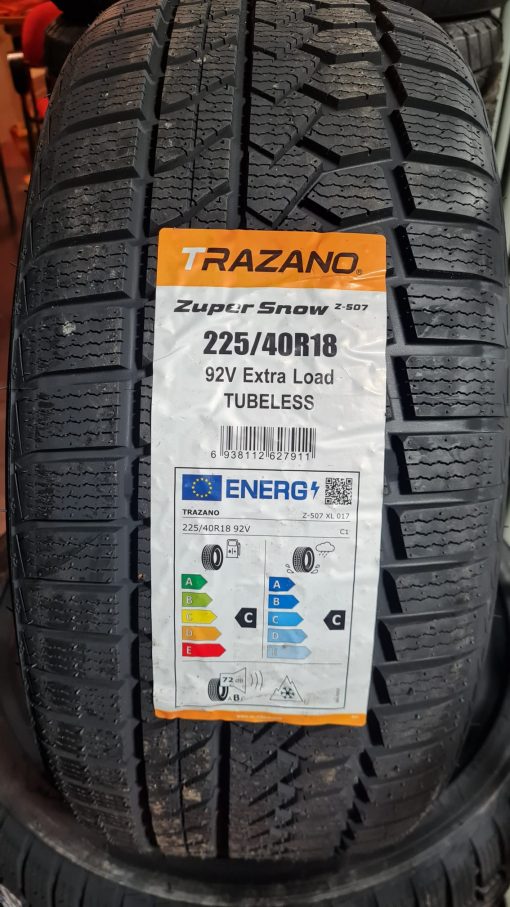 TRAZANO®
Zuper Snow Z-507
225/40R18
92V Extra Load
TUBELESS
6 938112 627911
ENERG
TRAZANO Z-507 XL 017
225/40R18 92V C1
A A
B B
C C C C
D D
E E
72 dB
A B